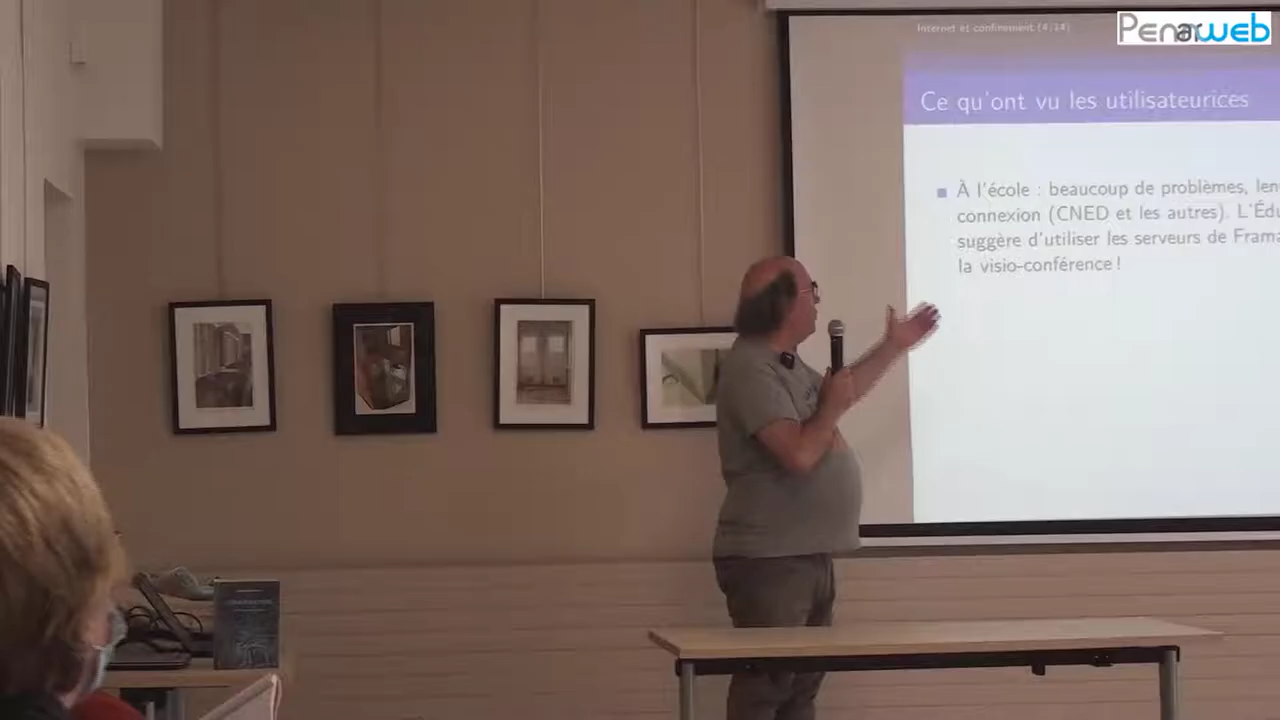 Internet et confinement (4/14)
Penarweb
Ce qu'ont vu les utilisateurices
À l'école : beaucoup de problèmes, len
connexion (CNED et les autres). L'Édu
suggère d'utiliser les serveurs de Frama
la visio-conférence !